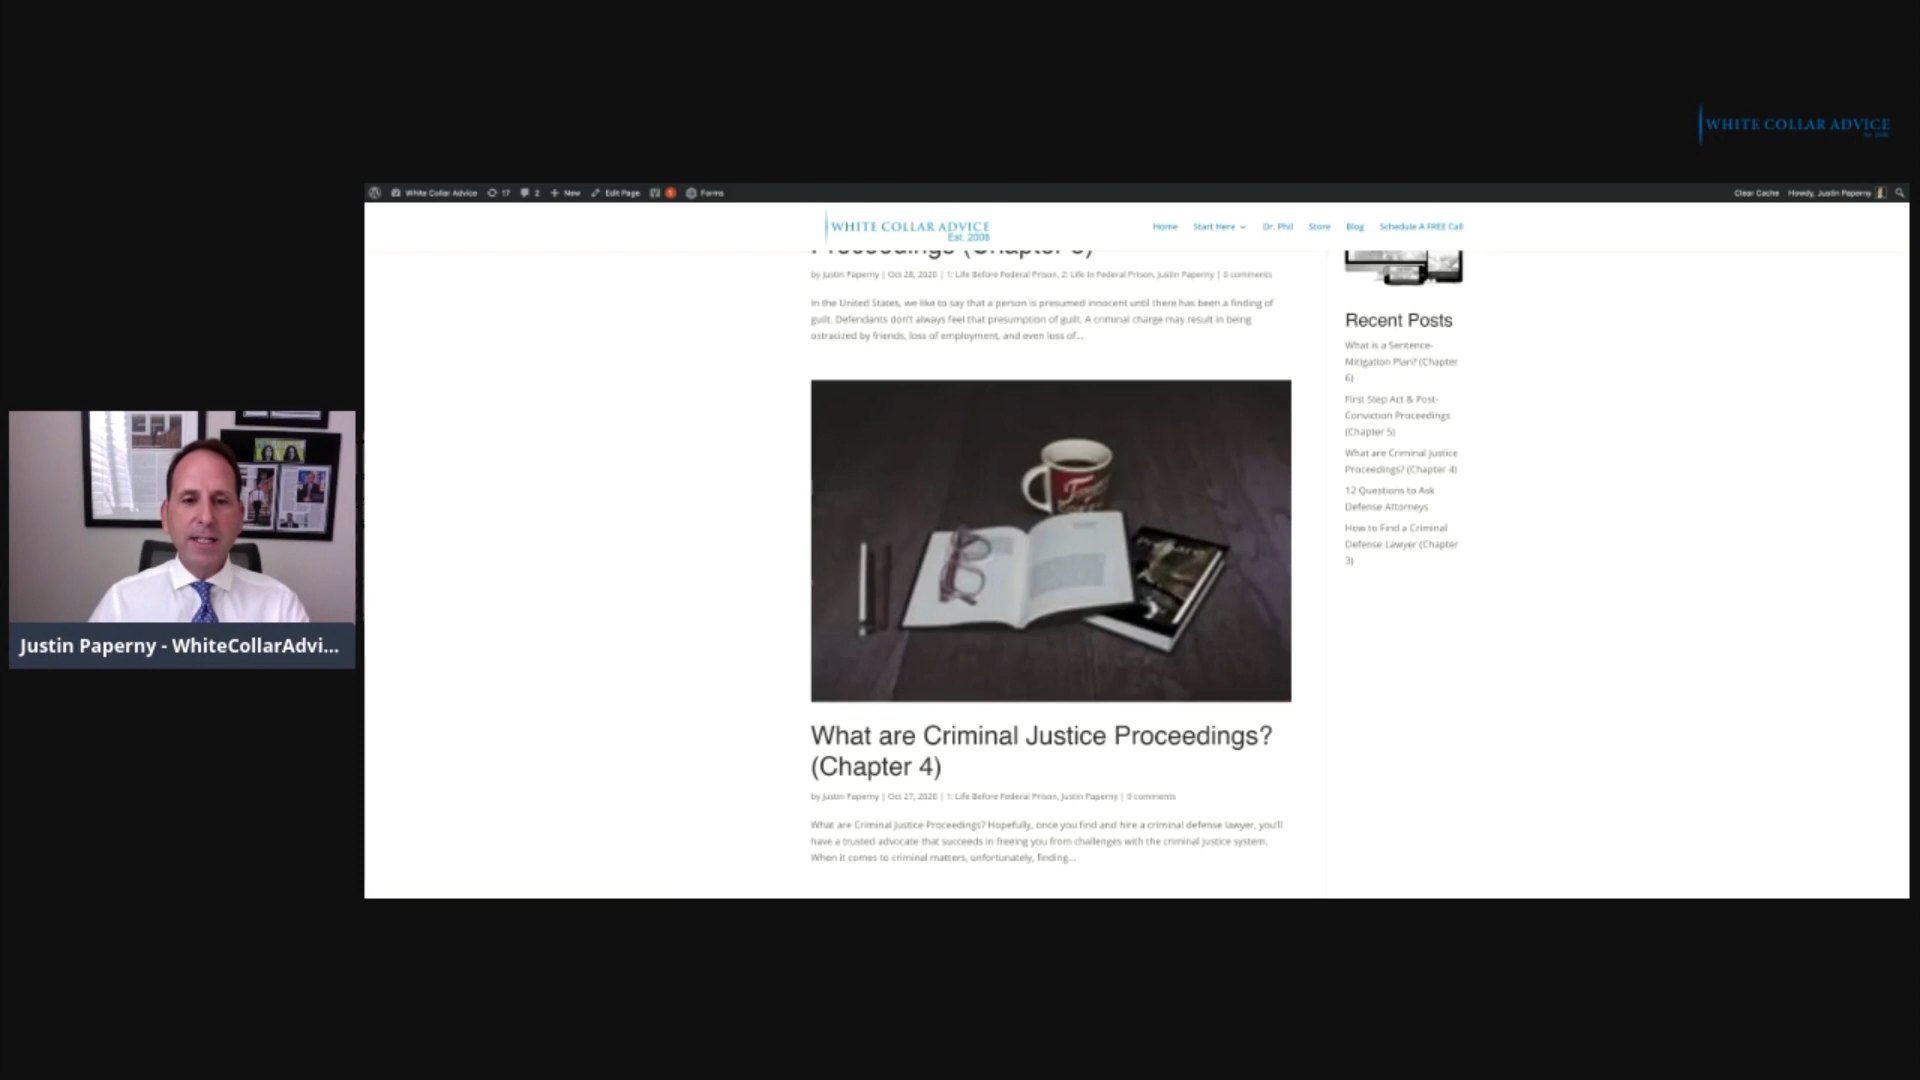 WHITE COLLAR ADVICE
Est. 2008
White Collar Advice 17 2 New Edit Page Forms
Clear Cache Howdy, Justin Paperny
WHITE COLLAR ADVICE
Est. 2008
Home Start Here Dr. Phil Store Blog Schedule A FREE Call
Proceedings (Chapter 5)
by Justin Paperny | Oct 28, 2020 | 1: Life Before Federal Prison, 2: Life In Federal Prison, Justin Paperny | 0 comments
In the United States, we like to say that a person is presumed innocent until there has been a finding of
guilt. Defendants don't always feel that presumption of guilt. A criminal charge may result in being
ostracized by friends, loss of employment, and even loss of...
What are Criminal Justice Proceedings?
(Chapter 4)
by Justin Paperny | Oct 27, 2020 | 1: Life Before Federal Prison, Justin Paperny | 0 comments
What are Criminal Justice Proceedings? Hopefully, once you find and hire a criminal defense lawyer, you'll
have a trusted advocate that succeeds in freeing you from challenges with the criminal justice system.
When it comes to criminal matters, unfortunately, finding...
Recent Posts
What is a Sentence-
Mitigation Plan? (Chapter
6)
First Step Act & Post-
Conviction Proceedings
(Chapter 5)
What are Criminal Justice
Proceedings? (Chapter 4)
12 Questions to Ask
Defense Attorneys
How to Find a Criminal
Defense Lawyer (Chapter
3)
Justin Paperny - WhiteCollarAdvi...